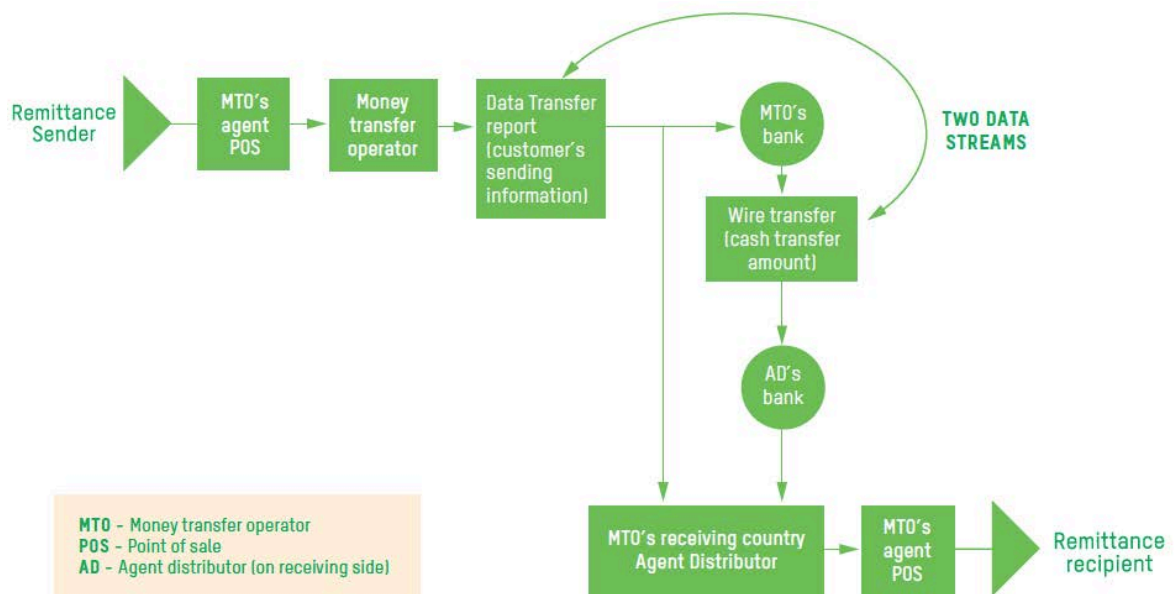 Remittance
Sender
MTO's
agent
POS
Money
transfer
operator
Data Transfer
report
(customer's
sending
information)
MTO's
bank
TWO DATA
STREAMS
Wire transfer
(cash transfer
amount)
AD's
bank
MTO's receiving country
Agent Distributor
MTO's
agent
POS
Remittance
recipient
MTO - Money transfer operator
POS - Point of sale
AD - Agent distributor (on receiving side)